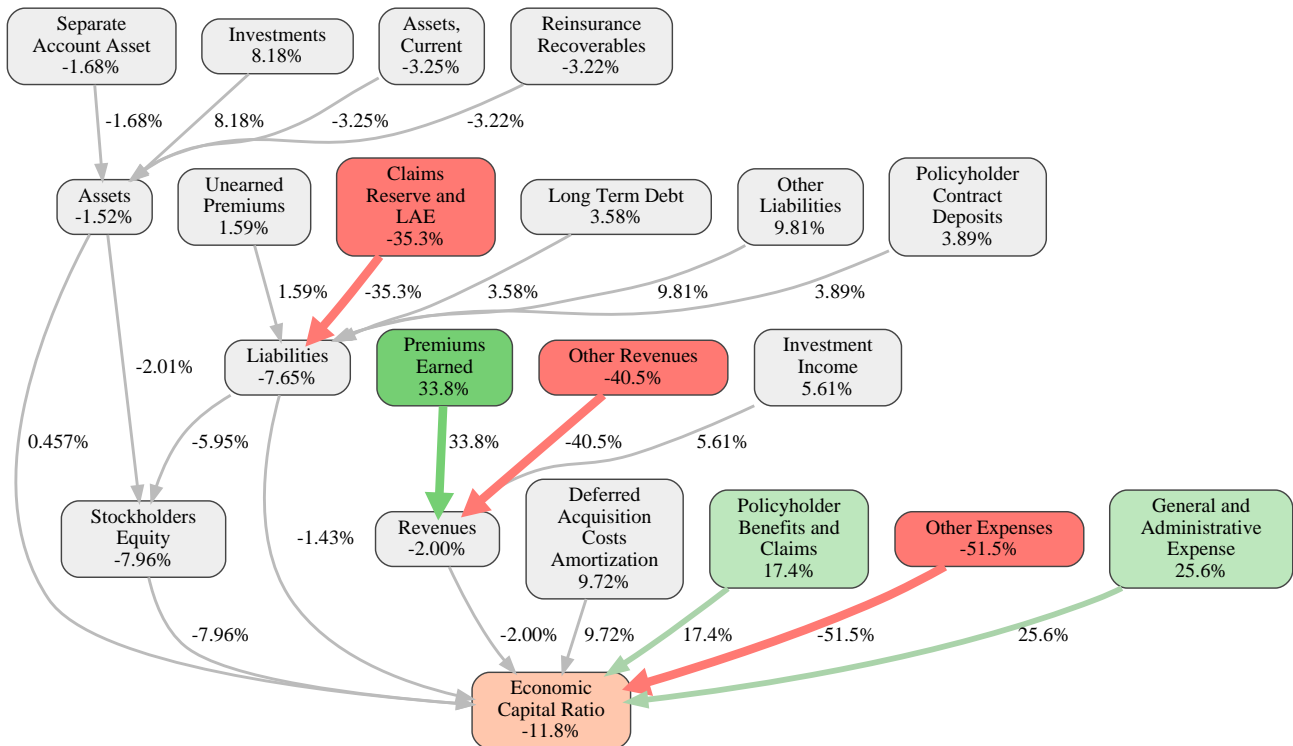 Separate
Account Asset
-1.68%
Investments
8.18%
Assets,
Current
-3.25%
Reinsurance
Recoverables
-3.22%
-1.68%
8.18%
-3.25%
-3.22%
Assets
-1.52%
Unearned
Premiums
1.59%
Claims
Reserve and
LAE
-35.3%
Long Term Debt
3.58%
Other
Liabilities
9.81%
Policyholder
Contract
Deposits
3.89%
1.59%
-35.3%
3.58%
9.81%
3.89%
-2.01%
Liabilities
-7.65%
Premiums
Earned
33.8%
Other Revenues
-40.5%
Investment
Income
5.61%
0.457%
-5.95%
33.8%
-40.5%
5.61%
Stockholders
Equity
-7.96%
-1.43%
Revenues
-2.00%
Deferred
Acquisition
Costs
Amortization
9.72%
Policyholder
Benefits and
Claims
17.4%
Other Expenses
-51.5%
General and
Administrative
Expense
25.6%
-7.96%
-2.00%
9.72%
17.4%
-51.5%
25.6%
Economic
Capital Ratio
-11.8%